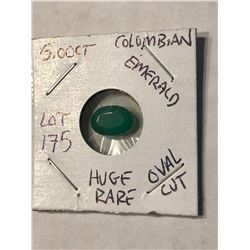 5.00CT
COLUMBIAN
EMERALD
LOT
175
HUGE
RARE
OVAL
CUT